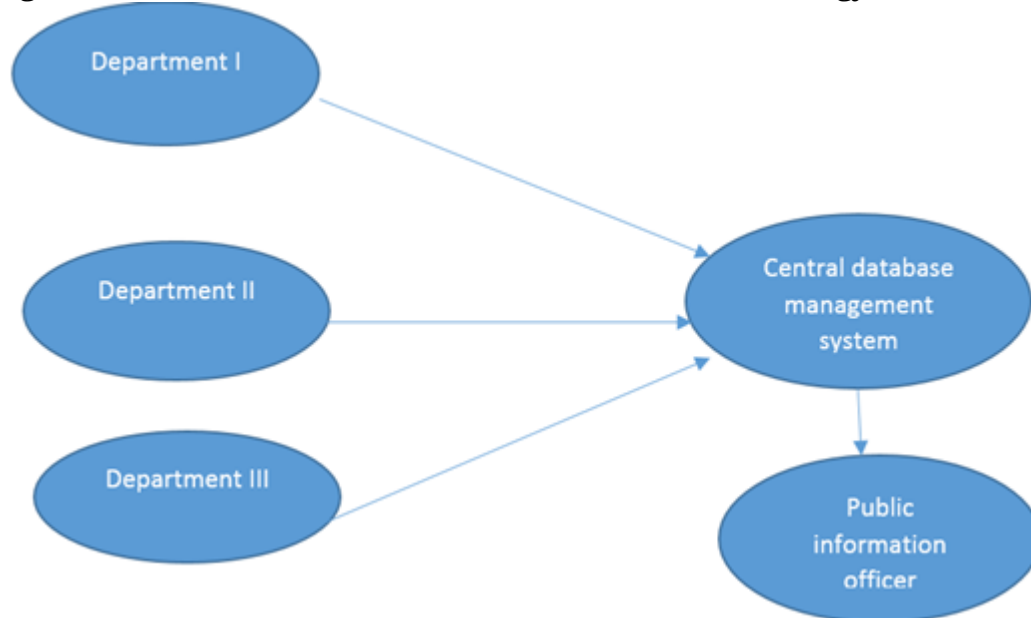 Department I
Department II
Department III
Central database
management
system
Public
information
officer